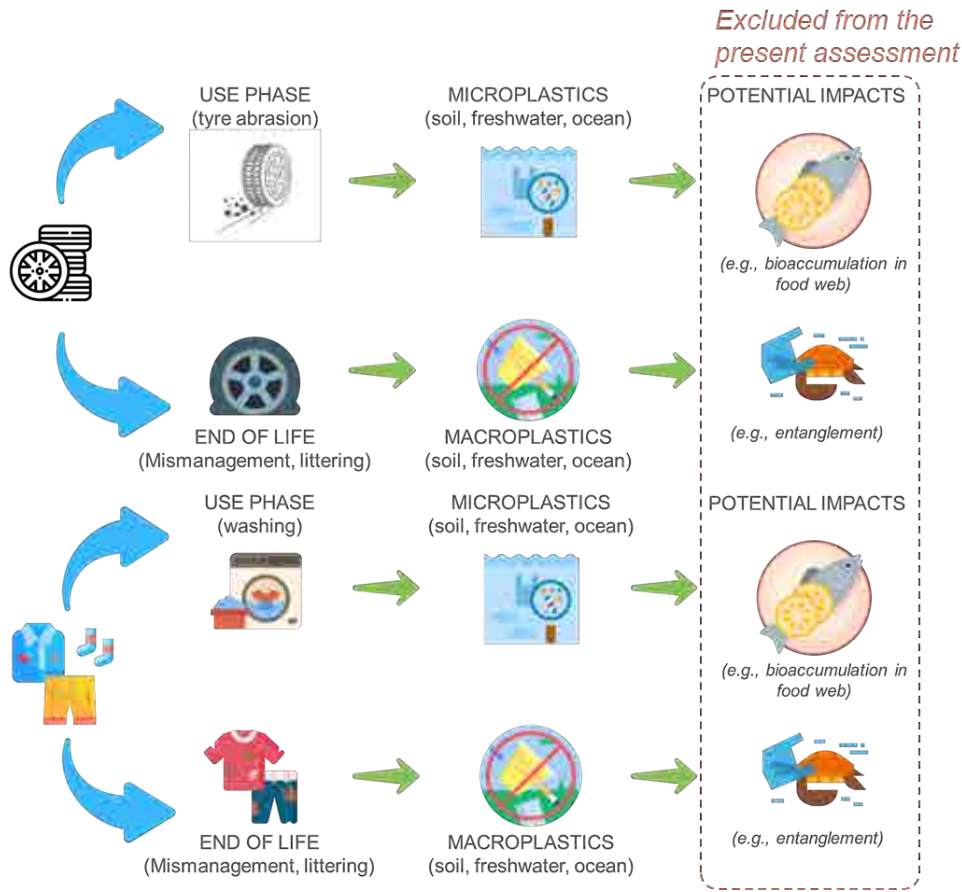 Excluded from the
present assessment
USE PHASE
(tyre abrasion)
MICROPLASTICS
(soil, freshwater, ocean)
POTENTIAL IMPACTS
(e.g., bioaccumulation in
food web)
END OF LIFE
(Mismanagement, littering)
MACROPLASTICS
(soil, freshwater, ocean)
(e.g., entanglement)
USE PHASE
(washing)
MICROPLASTICS
(soil, freshwater, ocean)
POTENTIAL IMPACTS
(e.g., bioaccumulation in
food web)
END OF LIFE
(Mismanagement, littering)
MACROPLASTICS
(soil, freshwater, ocean)
(e.g., entanglement)